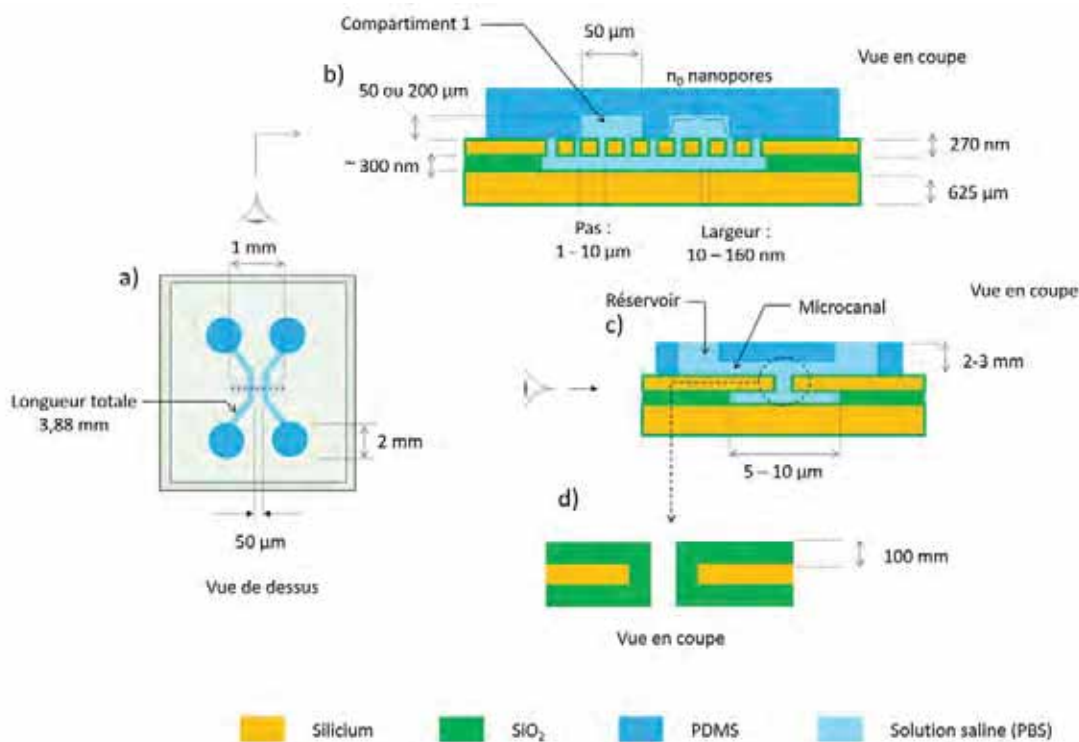 Compartiment 1
50 µm
Vue en coupe
b)
n₀ nanopores
50 ou 200 µm
270 nm
~ 300 nm
625 µm
Pas :
1 - 10 µm
Largeur :
10 – 160 nm
1 mm
a)
Longueur totale
3,88 mm
2 mm
50 µm
Vue de dessus
Réservoir
Microcanal
Vue en coupe
c)
2-3 mm
5 – 10 µm
d)
100 mm
Vue en coupe
Silicium
SiO₂
PDMS
Solution saline (PBS)